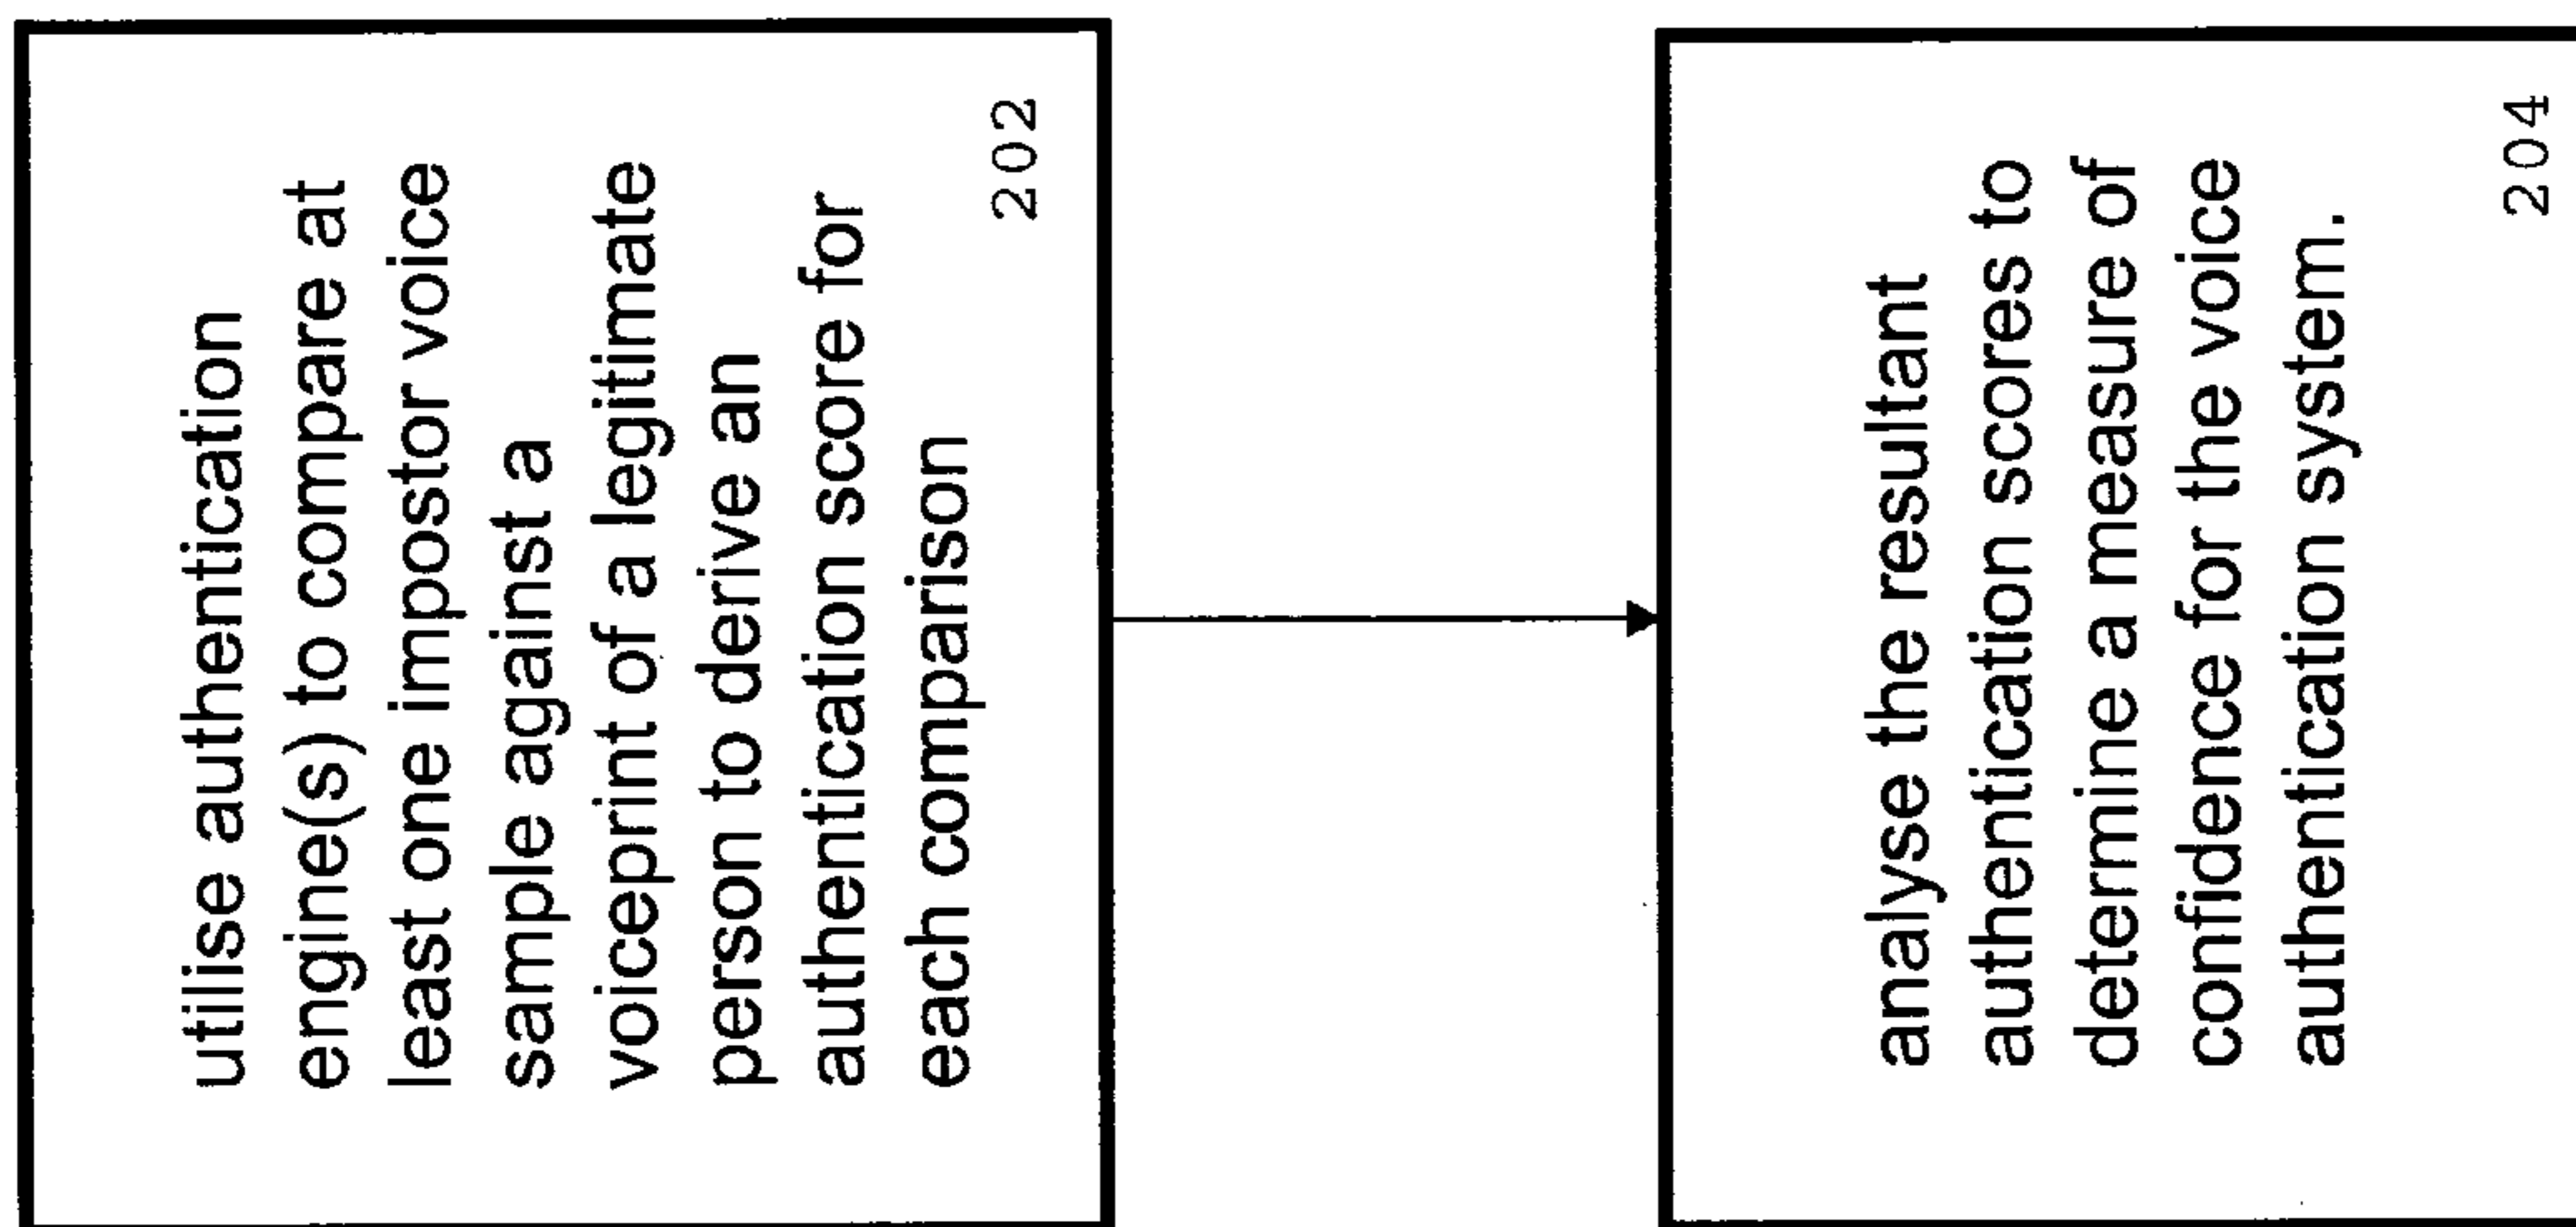 utilise authentication
engine(s) to compare at
least one impostor voice
sample against a
voiceprint of a legitimate
person to derive an
authentication score for
each comparison
202
analyse the resultant
authentication scores to
determine a measure of
confidence for the voice
authentication system.
204